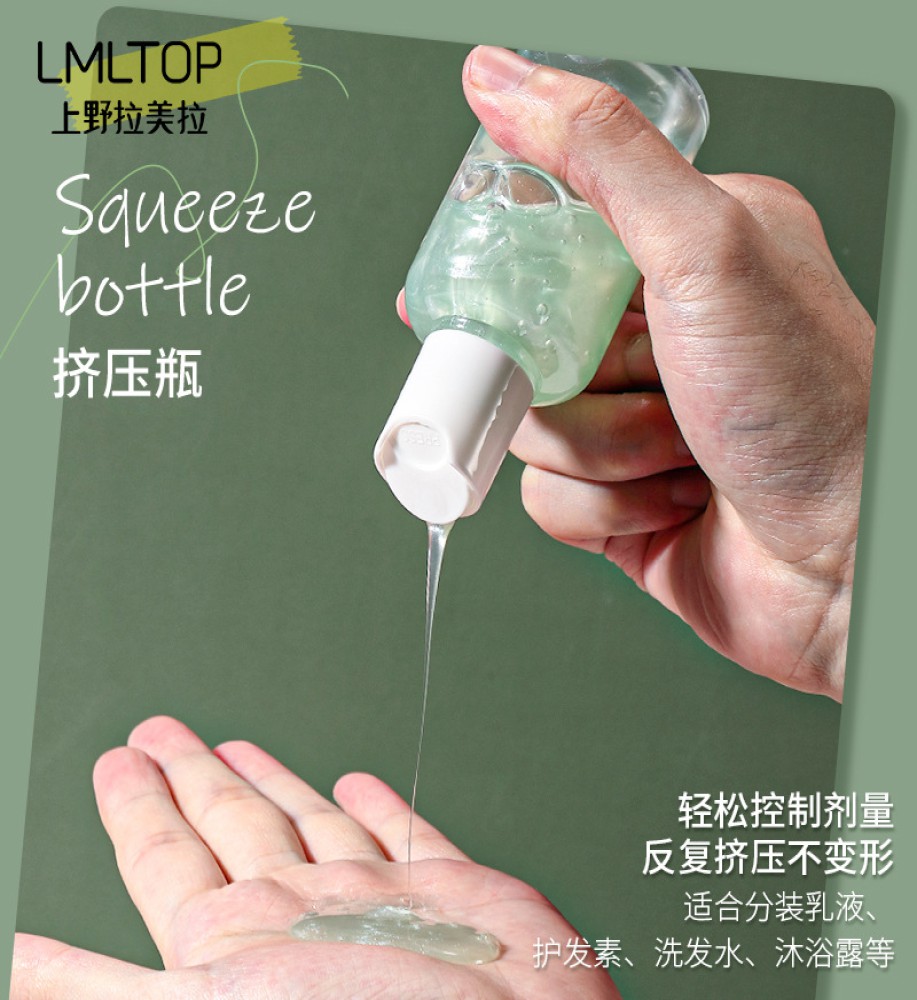 LMLTOP
上野拉美拉
Squeeze
bottle
挤压瓶
轻松控制剂量
反复挤压不变形
适合分装乳液、
护发素、洗发水、沐浴露等